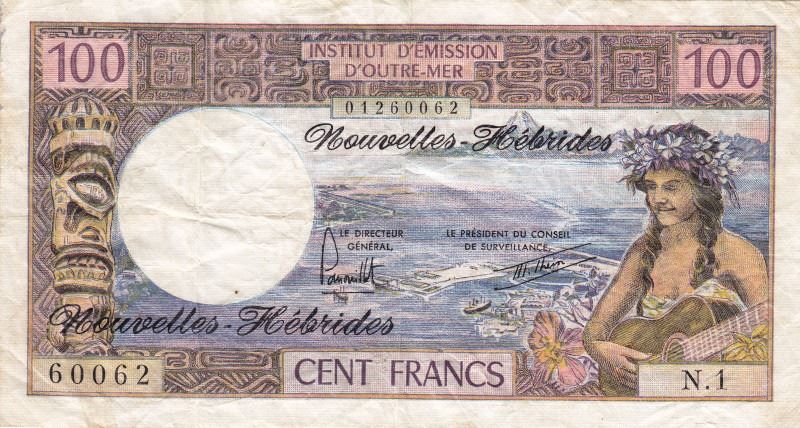 100
INSTITUT D'ÉMISSION
D'OUTRE-MER
100
01260062
Nouvelles-Hébrides
LE DIRECTEUR
GÉNÉRAL,
LE PRÉSIDENT DU CONSEIL
DE SURVEILLANCE,
Nouvelles-Hébrides
60062
CENT FRANCS
N.1